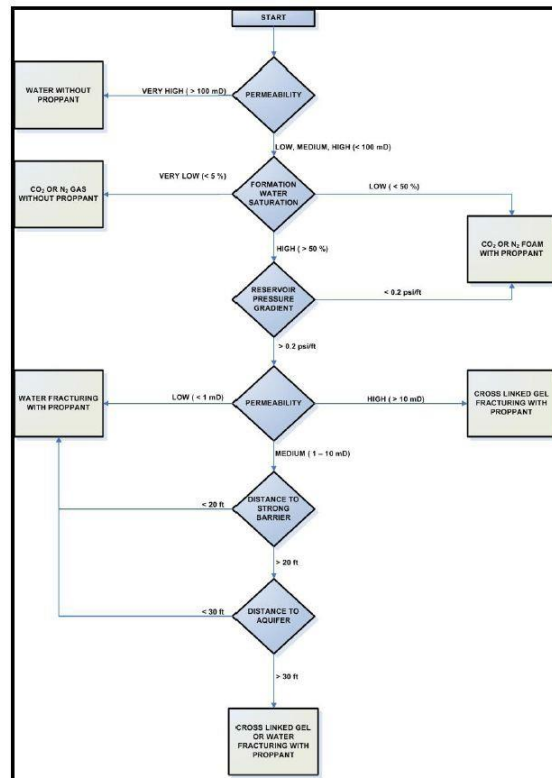 START
PERMEABILITY
VERY HIGH ( > 100 mD)
WATER WITHOUT
PROPPANT
LOW, MEDIUM, HIGH (< 100 mD)
FORMATION
WATER
SATURATION
VERY LOW (< 5 %)
CO₂ OR N₂ GAS
WITHOUT PROPPANT
LOW (< 50 %)
CO₂ OR N₂ FOAM
WITH PROPPANT
HIGH (> 50 %)
RESERVOIR
PRESSURE
GRADIENT
< 0.2 psi/ft
> 0.2 psi/ft
PERMEABILITY
LOW (< 1 mD)
WATER FRACTURING
WITH PROPPANT
HIGH (> 10 mD)
CROSS LINKED GEL
FRACTURING WITH
PROPPANT
MEDIUM ( 1 – 10 mD)
DISTANCE TO
STRONG
BARRIER
< 20 ft
> 20 ft
DISTANCE TO
AQUIFER
< 30 ft
> 30 ft
CROSS LINKED GEL
OR WATER
FRACTURING WITH
PROPPANT